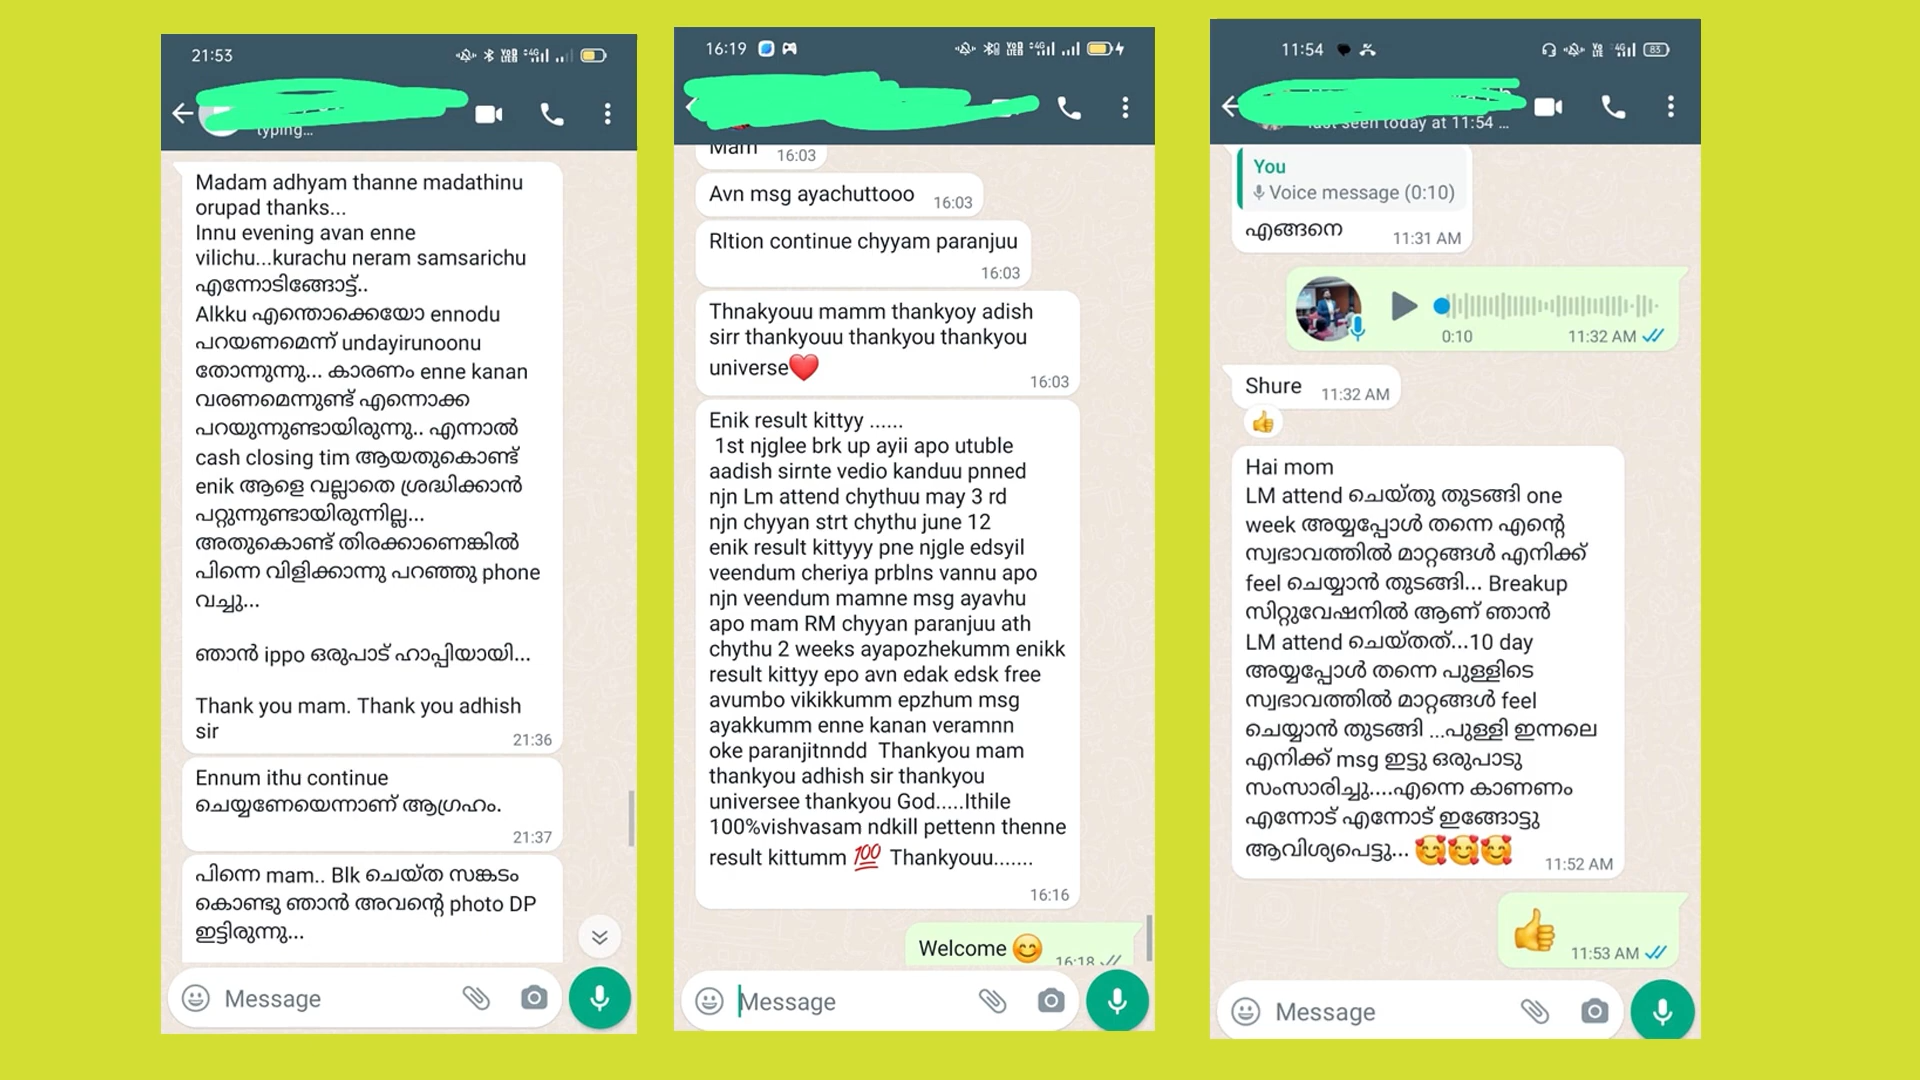 21:53
typing...
Madam adhyam thanne madathinu
orupad thanks...
Innu evening avan enne
vilichu...kurachu neram samsarichu
എന്നോടിങ്ങോട്ട്..
Alkku എന്തൊക്കെയോ ennodu
പറയണമെന്ന് undayirunoonu
തോന്നുന്നു... കാരണം enne kanan
വരണമെന്നുണ്ട് എന്നൊക്ക
പറയുന്നുണ്ടായിരുന്നു.. എന്നാൽ
cash closing tim ആയതുകൊണ്ട്
enik ആളെ വല്ലാതെ ശ്രദ്ധിക്കാൻ
പറ്റുന്നുണ്ടായിരുന്നില്ല...
അതുകൊണ്ട് തിരക്കാണെങ്കിൽ
പിന്നെ വിളിക്കാന്നു പറഞ്ഞു phone
വച്ചു...
ഞാൻ ippo ഒരുപാട് ഹാപ്പിയായി...
Thank you mam. Thank you adhish
sir
21:36
Ennum ithu continue
ചെയ്യണേയെന്നാണ് ആഗ്രഹം.
21:37
പിന്നെ mam.. Blk ചെയ്ത സങ്കടം
കൊണ്ടു ഞാൻ അവന്റെ photo DP
ഇട്ടിരുന്നു...
Message
16:19
Mam 16:03
Avn msg ayachuttooo 16:03
Rltion continue chyyam paranjuu
16:03
Thnakyouu mamm thankyoy adish
sirr thankyouu thankyou thankyou
universe❤️
16:03
Enik result kittyy ......
1st njglee brk up ayii apo utuble
aadish sirnte vedio kanduu pnned
njn Lm attend chythuu may 3 rd
njn chyyan strt chythu june 12
enik result kittyyy pne njgle edsyil
veendum cheriya prblns vannu apo
njn veendum mamne msg ayavhu
apo mam RM chyyan paranjuu ath
chythu 2 weeks ayapozhekumm enikk
result kittyy epo avn edak edsk free
avumbo vikikkumm epzhum msg
ayakkumm enne kanan veramnn
oke paranjitnndd Thankyou mam
thankyou adhish sir thankyou
universee thankyou God.....Ithile
100%vishvasam ndkill pettenn thenne
result kittumm 💯 Thankyouu.......
16:16
Welcome 😊 16:18
Message
11:54 83
last seen today at 11:54 ...
You
Voice message (0:10)
എങ്ങനെ 11:31 AM
0:10 11:32 AM
Shure 11:32 AM
👍
Hai mom
LM attend ചെയ്തു തുടങ്ങി one
week അയ്യപ്പോൾ തന്നെ എന്റെ
സ്വഭാവത്തിൽ മാറ്റങ്ങൾ എനിക്ക്
feel ചെയ്യാൻ തുടങ്ങി... Breakup
സിറ്റുവേഷനിൽ ആണ് ഞാൻ
LM attend ചെയ്തത്...10 day
അയ്യപ്പോൾ തന്നെ പുള്ളിടെ
സ്വഭാവത്തിൽ മാറ്റങ്ങൾ feel
ചെയ്യാൻ തുടങ്ങി ...പുള്ളി ഇന്നലെ
എനിക്ക് msg ഇട്ടു ഒരുപാടു
സംസാരിച്ചു....എന്നെ കാണണം
എന്നോട് എന്നോട് ഇങ്ങോട്ടു
ആവിശ്യപെട്ടു... 🥰🥰🥰
11:52 AM
👍 11:53 AM
Message